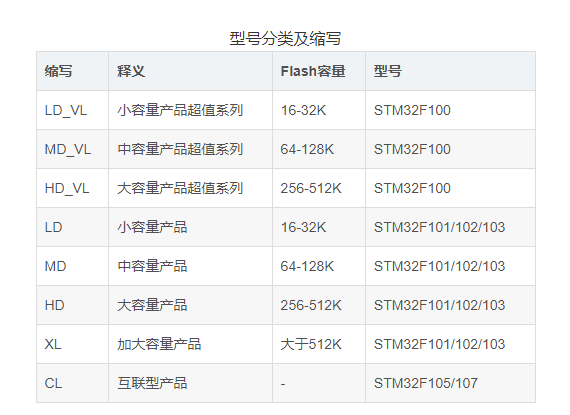 型号分类及缩写
缩写 释义 Flash容量 型号
LD_VL 小容量产品超值系列 16-32K STM32F100
MD_VL 中容量产品超值系列 64-128K STM32F100
HD_VL 大容量产品超值系列 256-512K STM32F100
LD 小容量产品 16-32K STM32F101/102/103
MD 中容量产品 64-128K STM32F101/102/103
HD 大容量产品 256-512K STM32F101/102/103
XL 加大容量产品 大于512K STM32F101/102/103
CL 互联型产品 - STM32F105/107